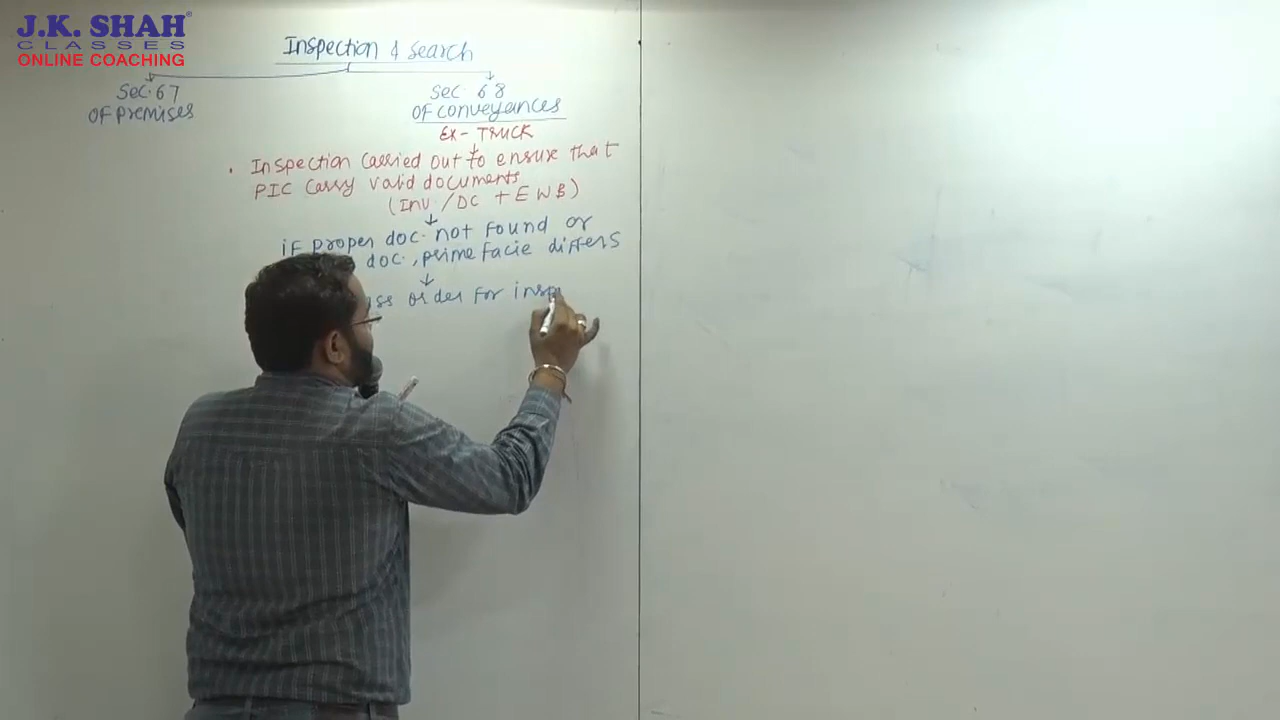 J.K. SHAH®
CLASSES
ONLINE COACHING
Inspection & Search
Sec. 67
OF Premises
Sec. 68
OF conveyances
Ex- TRUCK
. Inspection carried out to ensure that
PIC carry valid documents
(Inv. / DC + EWB)
if proper doc. not found or
doc., prime facie differs
ass order for insp